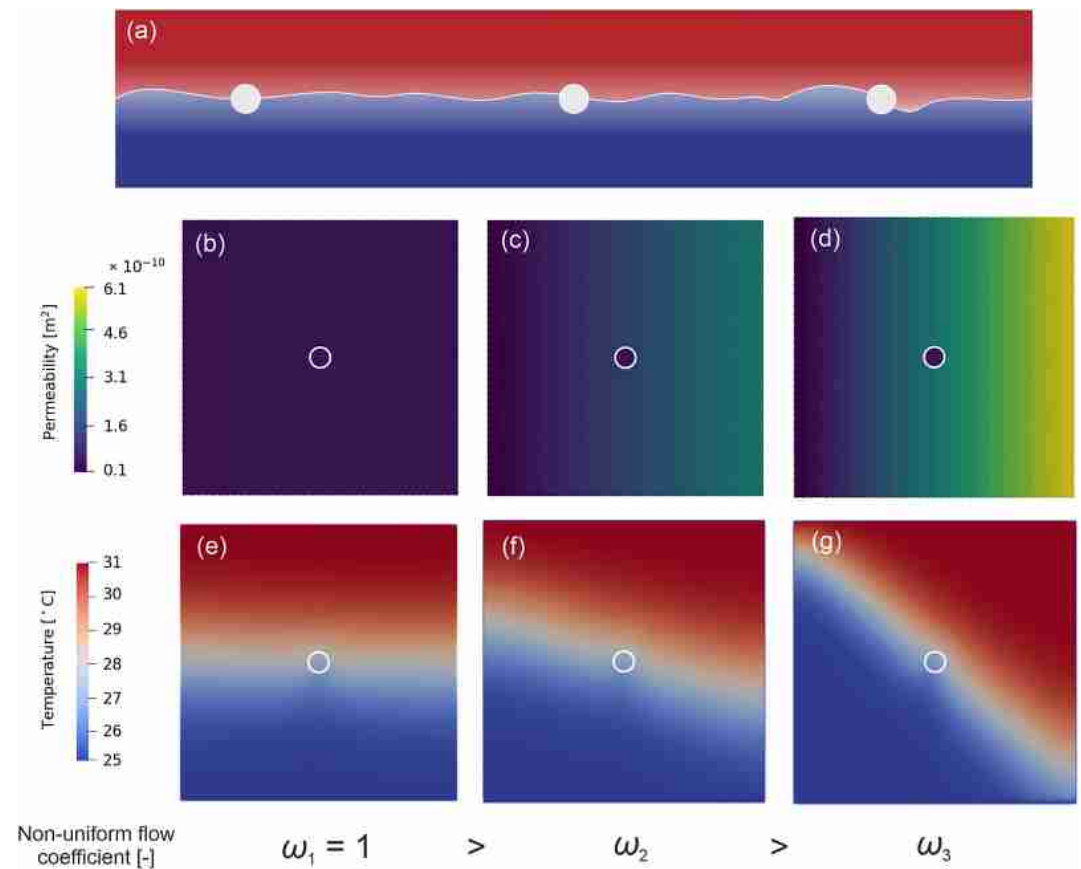 (a)
(b)
(c)
(d)
× 10⁻¹⁰
6.1
4.6
3.1
1.6
0.1
Permeability [m²]
(e)
(f)
(g)
31
30
29
28
27
26
25
Temperature [°C]
Non-uniform flow
coefficient [-]
ω₁ = 1 > ω₂ > ω₃